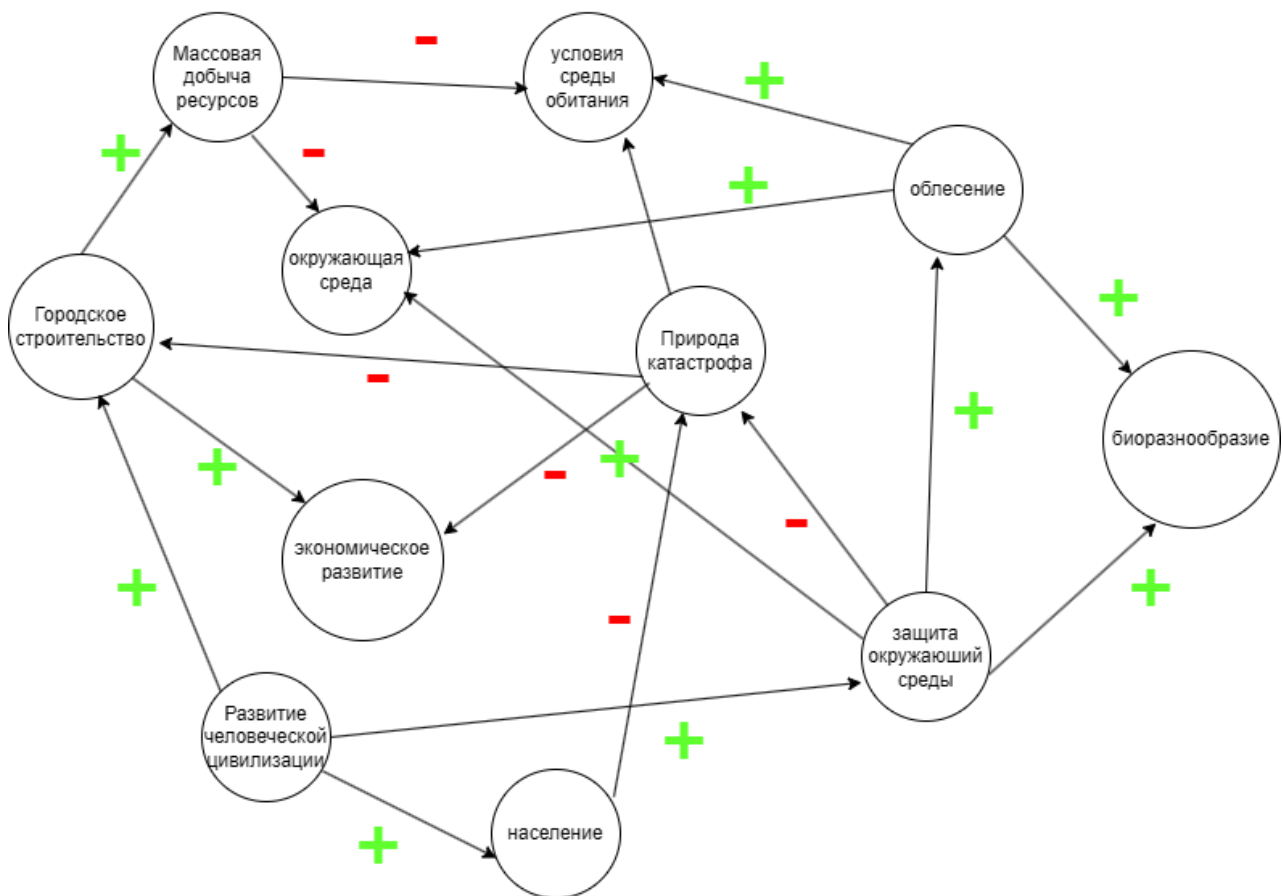 Массовая
добыча
ресурсов
-
условия
среды
обитания
+
+
-
облесение
+
окружающая
среда
+
Городское
строительство
Природа
катастрофа
-
+
+
биоразнообразие
+
-
+
-
экономическое
развитие
+
-
+
защита
окружаюший
среды
Развитие
человеческой
цивилизации
+
население
+